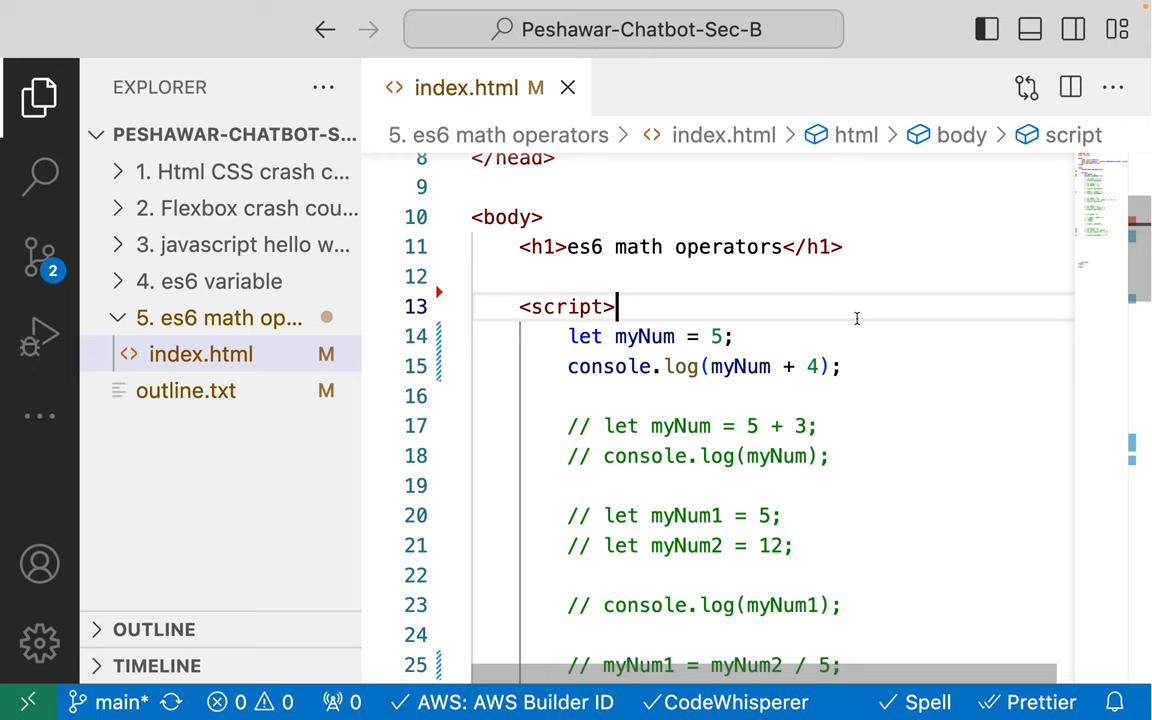 Peshawar-Chatbot-Sec-B
EXPLORER
PESHAWAR-CHATBOT-S...
1. Html CSS crash c...
2. Flexbox crash cou...
3. javascript hello w...
4. es6 variable
5. es6 math op...
index.html M
outline.txt M
OUTLINE
TIMELINE
2
index.html M
5. es6 math operators > index.html > html > body > script
8 </head>
9
10 <body>
11 <h1>es6 math operators</h1>
12
13 <script>
14 let myNum = 5;
15 console.log(myNum + 4);
16
17 // let myNum = 5 + 3;
18 // console.log(myNum);
19
20 // let myNum1 = 5;
21 // let myNum2 = 12;
22
23 // console.log(myNum1);
24
25 // myNum1 = myNum2 / 5;
main* 0 0 0 AWS: AWS Builder ID CodeWhisperer Spell Prettier